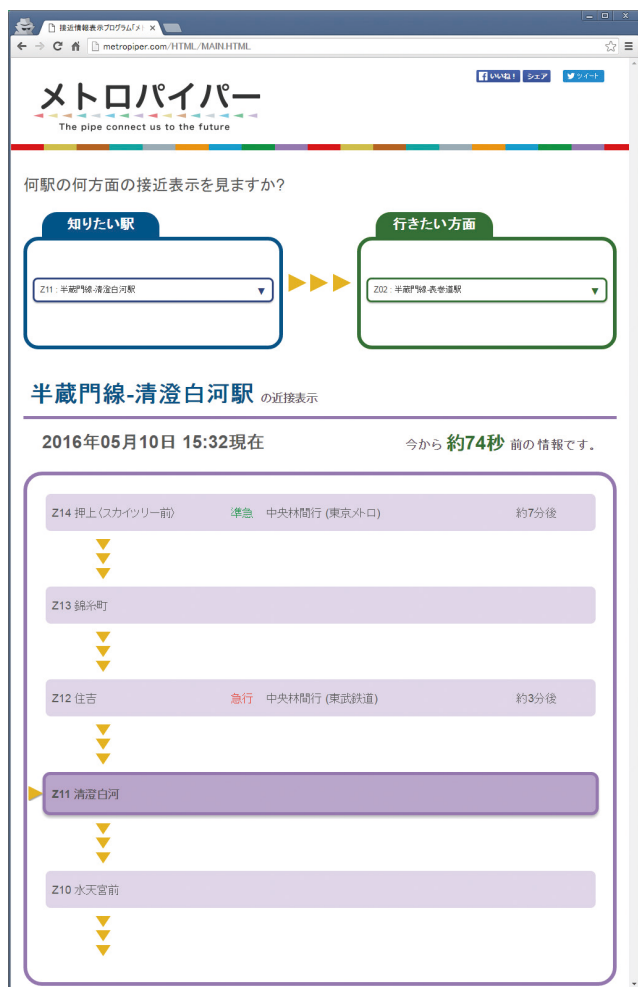 接近情報表示プログラム「メ
metropiper.com/HTML/MAIN.HTML
いいね! シェア ツイート
メトロパイパー
The pipe connect us to the future
何駅の何方面の接近表示を見ますか?
知りたい駅 行きたい方面
Z11 : 半蔵門線-清澄白河駅 ▼ ▶▶▶ Z02 : 半蔵門線-表参道駅 ▼
半蔵門線-清澄白河駅 の近接表示
2016年05月10日 15:32現在 今から 約74秒 前の情報です。
Z14 押上〈スカイツリー前〉 準急 中央林間行 (東京メトロ) 約7分後
Z13 錦糸町
Z12 住吉 急行 中央林間行 (東武鉄道) 約3分後
Z11 清澄白河
Z10 水天宮前